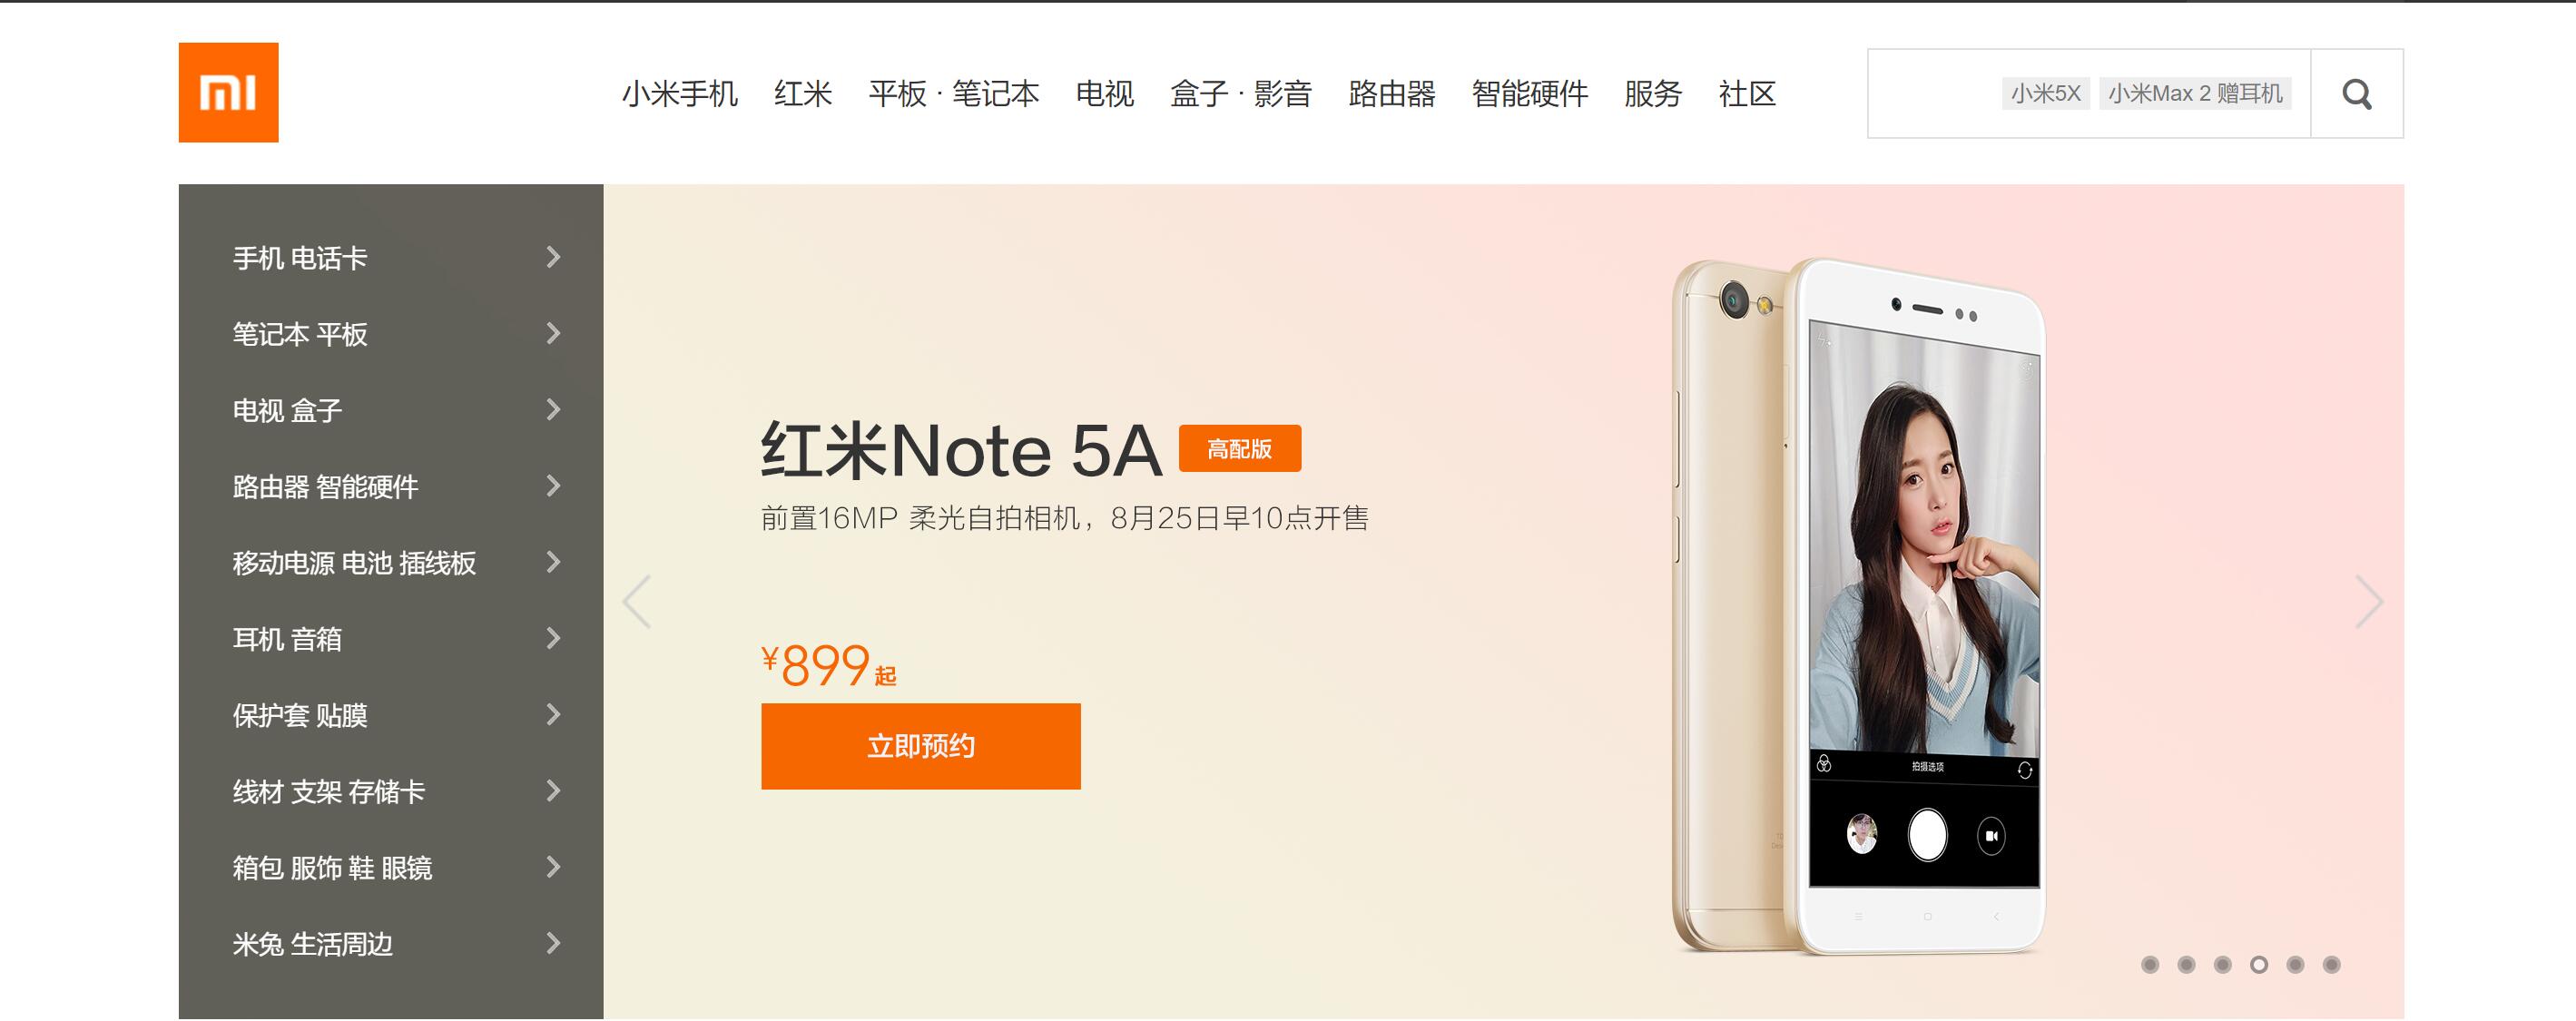 mi
小米手机 红米 平板 · 笔记本 电视 盒子 · 影音 路由器 智能硬件 服务 社区
小米5X 小米Max 2 赠耳机
手机 电话卡
笔记本 平板
电视 盒子
路由器 智能硬件
移动电源 电池 插线板
耳机 音箱
保护套 贴膜
线材 支架 存储卡
箱包 服饰 鞋 眼镜
米兔 生活周边
红米Note 5A 高配版
前置16MP 柔光自拍相机，8月25日早10点开售
¥899起
立即预约
拍摄选项